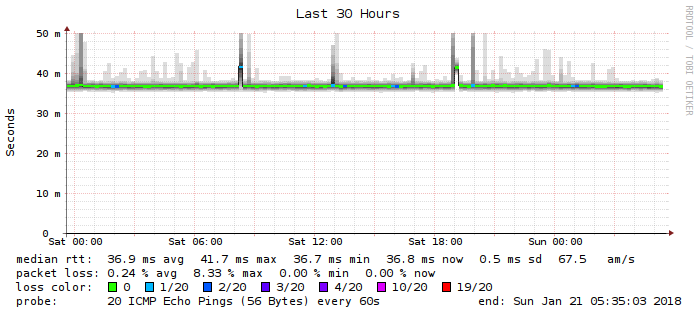 Last 30 Hours
RRDTOOL / TOBI OETIKER
Seconds
50 m
40 m
30 m
20 m
10 m
0
Sat 00:00 Sat 06:00 Sat 12:00 Sat 18:00 Sun 00:00
median rtt: 36.9 ms avg 41.7 ms max 36.7 ms min 36.8 ms now 0.5 ms sd 67.5 am/s
packet loss: 0.24 % avg 8.33 % max 0.00 % min 0.00 % now
loss color: 0 1/20 2/20 3/20 4/20 10/20 19/20
probe: 20 ICMP Echo Pings (56 Bytes) every 60s end: Sun Jan 21 05:35:03 2018